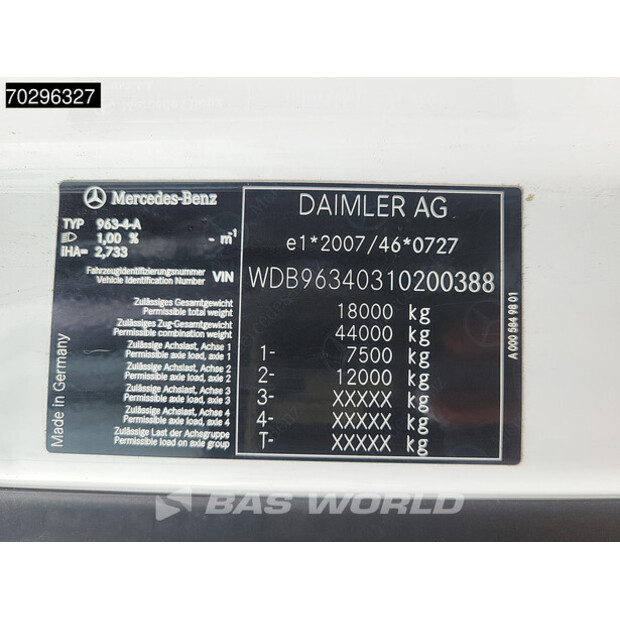 70296327
Mercedes-Benz
DAIMLER AG
TYP 963-4-A
1,00 % - m⁻¹
iHA= 2,733
e1*2007/46*0727
Fahrzeugidentifizierungsnummer
Vehicle Identification Number VIN
WDB96340310200388
Zulässiges Gesamtgewicht
Permissible total weight
18000 kg
Zulässiges Zug-Gesamtgewicht
Permissible combination weight
44000 kg
Zulässige Achslast, Achse 1
Permissible axle load, axle 1
1- 7500 kg
Zulässige Achslast, Achse 2
Permissible axle load, axle 2
2- 12000 kg
Zulässige Achslast, Achse 3
Permissible axle load, axle 3
3- XXXXX kg
Zulässige Achslast, Achse 4
Permissible axle load, axle 4
4- XXXXX kg
Zulässige Last der Achsgruppe
Permissible load on axle group
T- XXXXX kg
Made in Germany
A 000 584 98 01
BAS WORLD